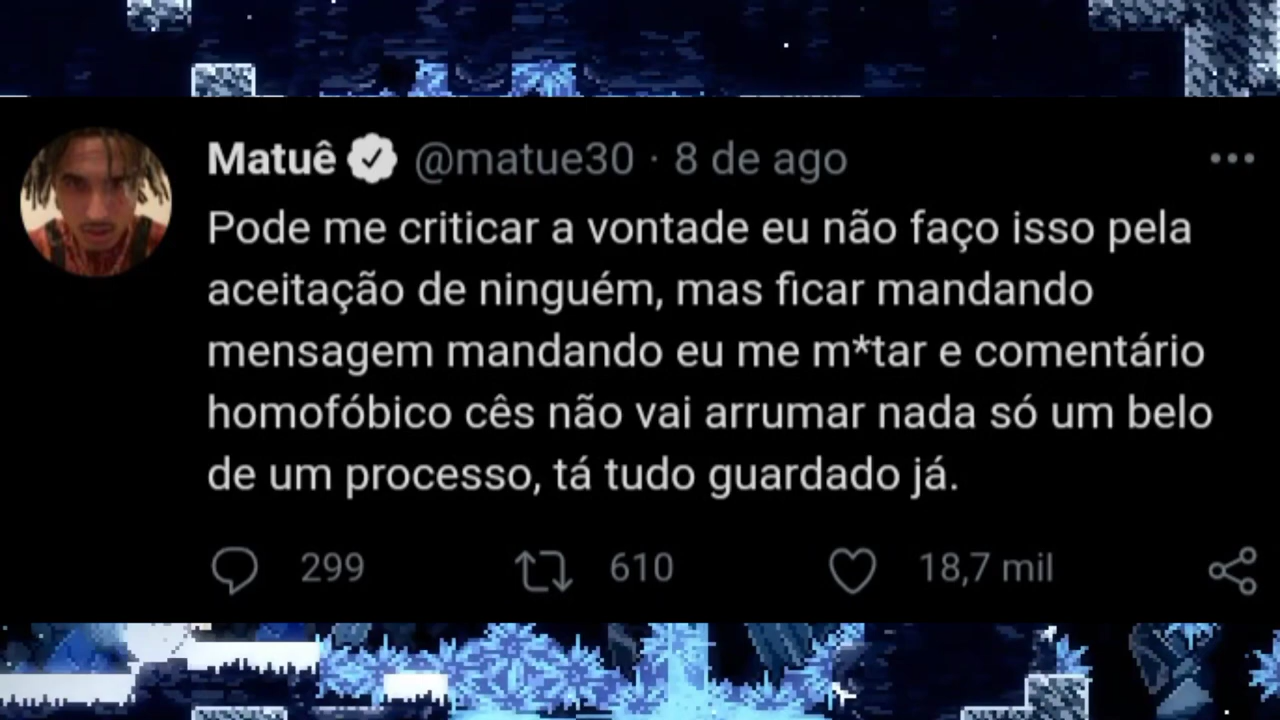 Matuê @matue30 · 8 de ago
Pode me criticar a vontade eu não faço isso pela
aceitação de ninguém, mas ficar mandando
mensagem mandando eu me m*tar e comentário
homofóbico cês não vai arrumar nada só um belo
de um processo, tá tudo guardado já.
299 610 18,7 mil